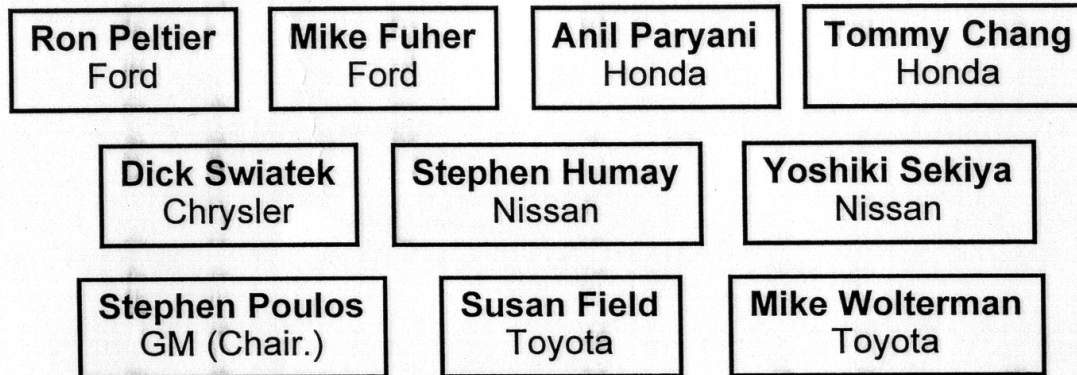 Ron Peltier
Ford
Mike Fuher
Ford
Anil Paryani
Honda
Tommy Chang
Honda
Dick Swiatek
Chrysler
Stephen Humay
Nissan
Yoshiki Sekiya
Nissan
Stephen Poulos
GM (Chair.)
Susan Field
Toyota
Mike Wolterman
Toyota